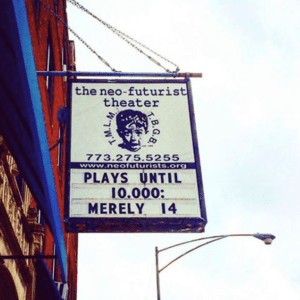 the neo-futurist
theater
T.M.L.M.
T.B.G.B.
773.275.5255
www.neofuturists.org
PLAYS UNTIL
10.000:
MERELY 14